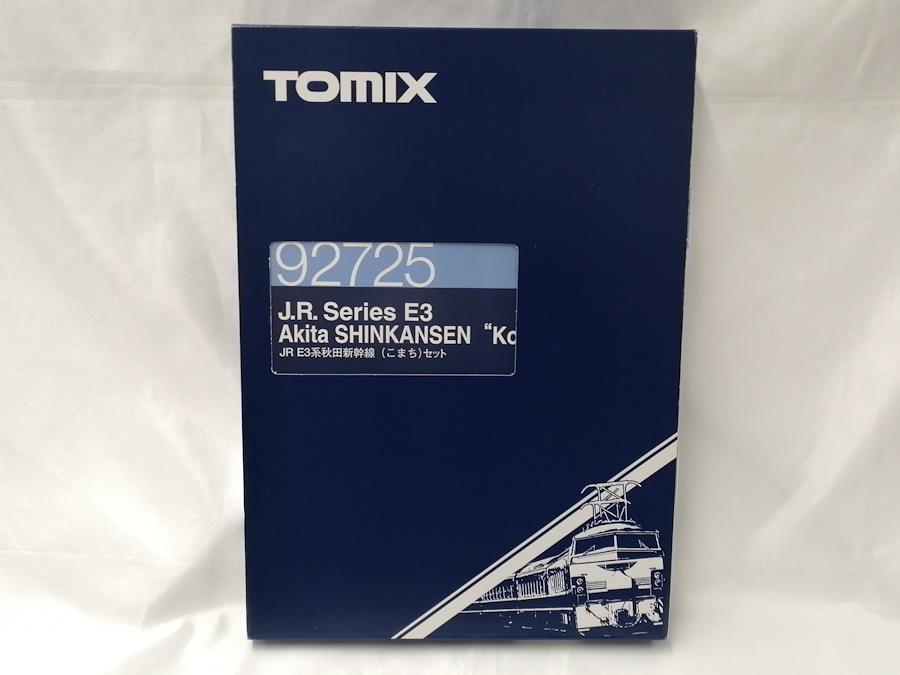 TOMIX
92725
J.R. Series E3
Akita SHINKANSEN “Ko
JR E3系秋田新幹線（こまち）セット